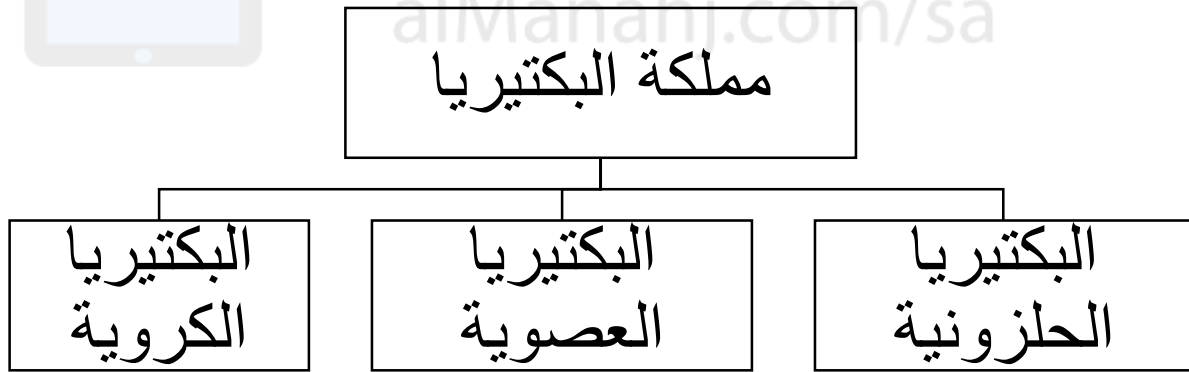 alManahj.com/sa
مملكة البكتيريا
البكتيريا
الحلزونية
البكتيريا
العصوية
البكتيريا
الكروية